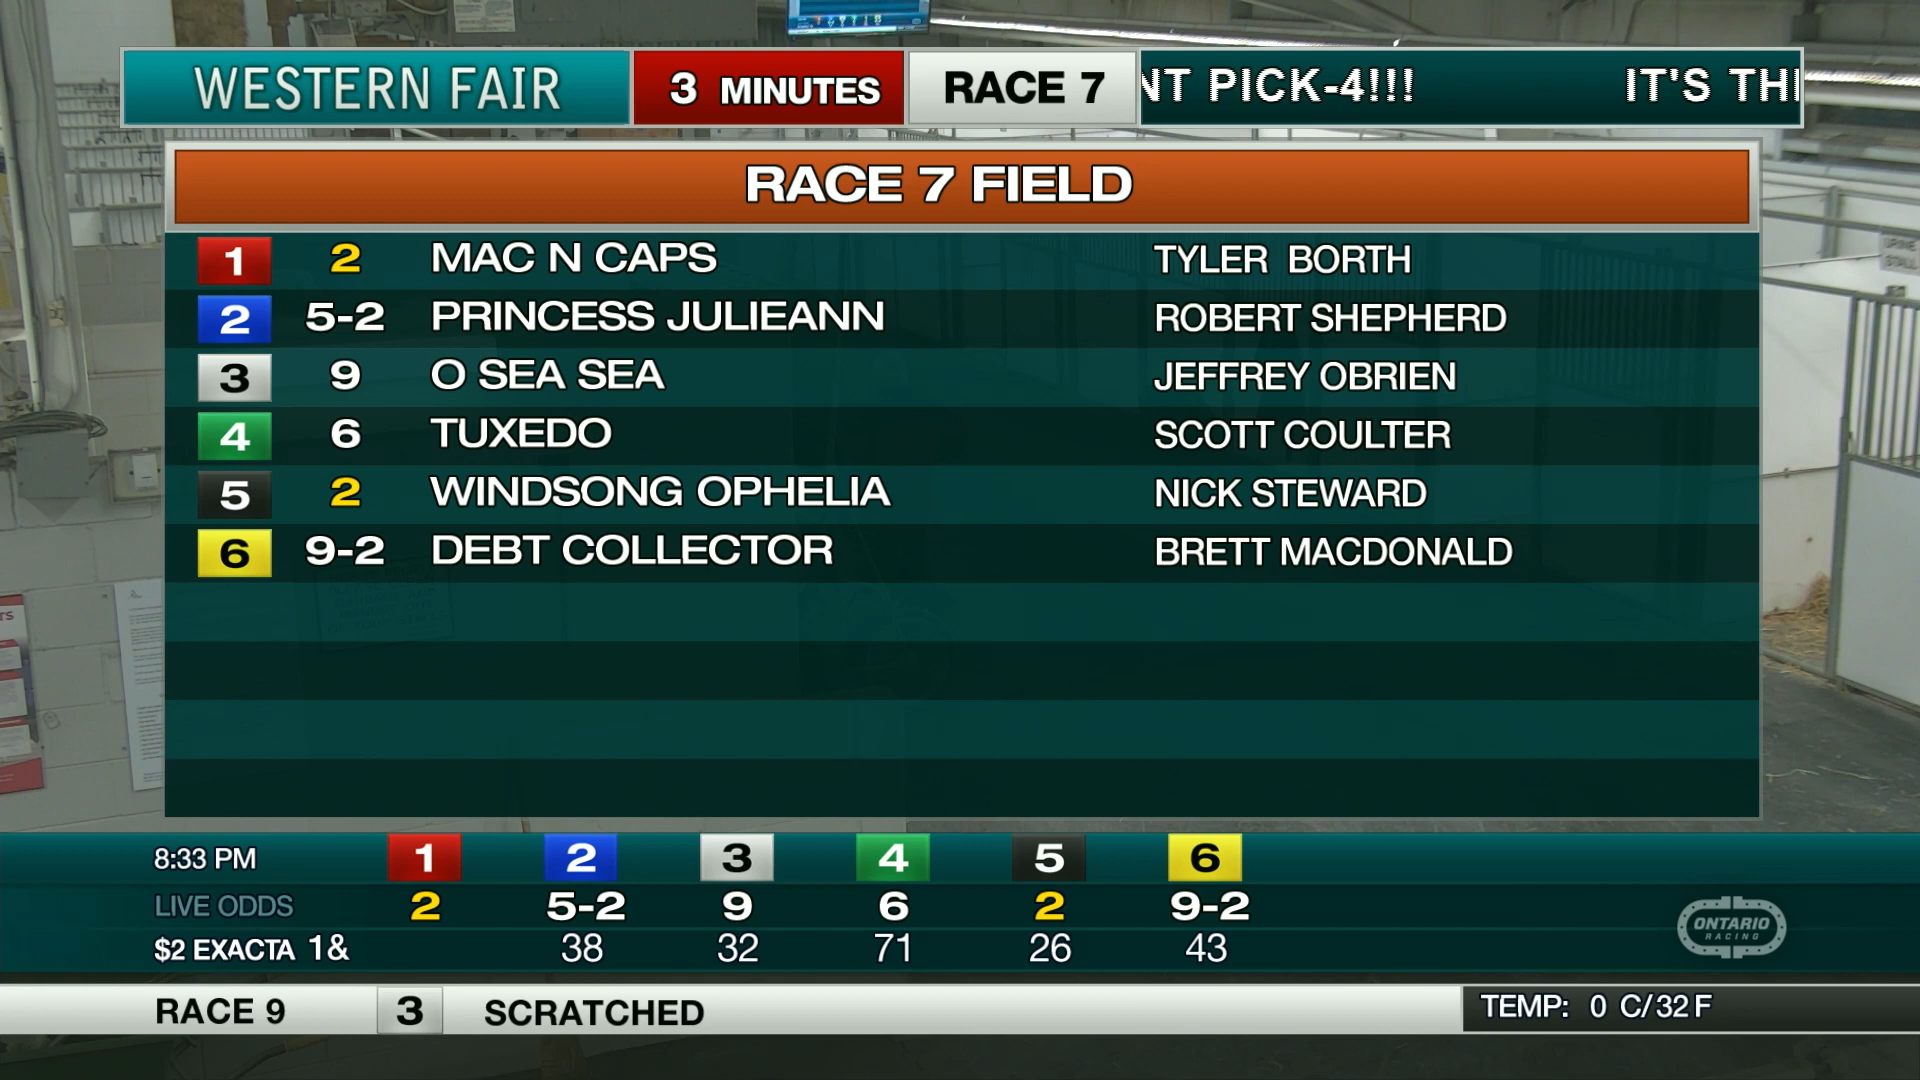 WESTERN FAIR 3 MINUTES RACE 7 NT PICK-4!!! IT'S THI
RACE 7 FIELD
1 2 MAC N CAPS TYLER BORTH
2 5-2 PRINCESS JULIEANN ROBERT SHEPHERD
3 9 O SEA SEA JEFFREY OBRIEN
4 6 TUXEDO SCOTT COULTER
5 2 WINDSONG OPHELIA NICK STEWARD
6 9-2 DEBT COLLECTOR BRETT MACDONALD
8:33 PM 1 2 3 4 5 6
LIVE ODDS 2 5-2 9 6 2 9-2
$2 EXACTA 1& 38 32 71 26 43
ONTARIO
RACING
RACE 9 3 SCRATCHED TEMP: 0 C/32 F